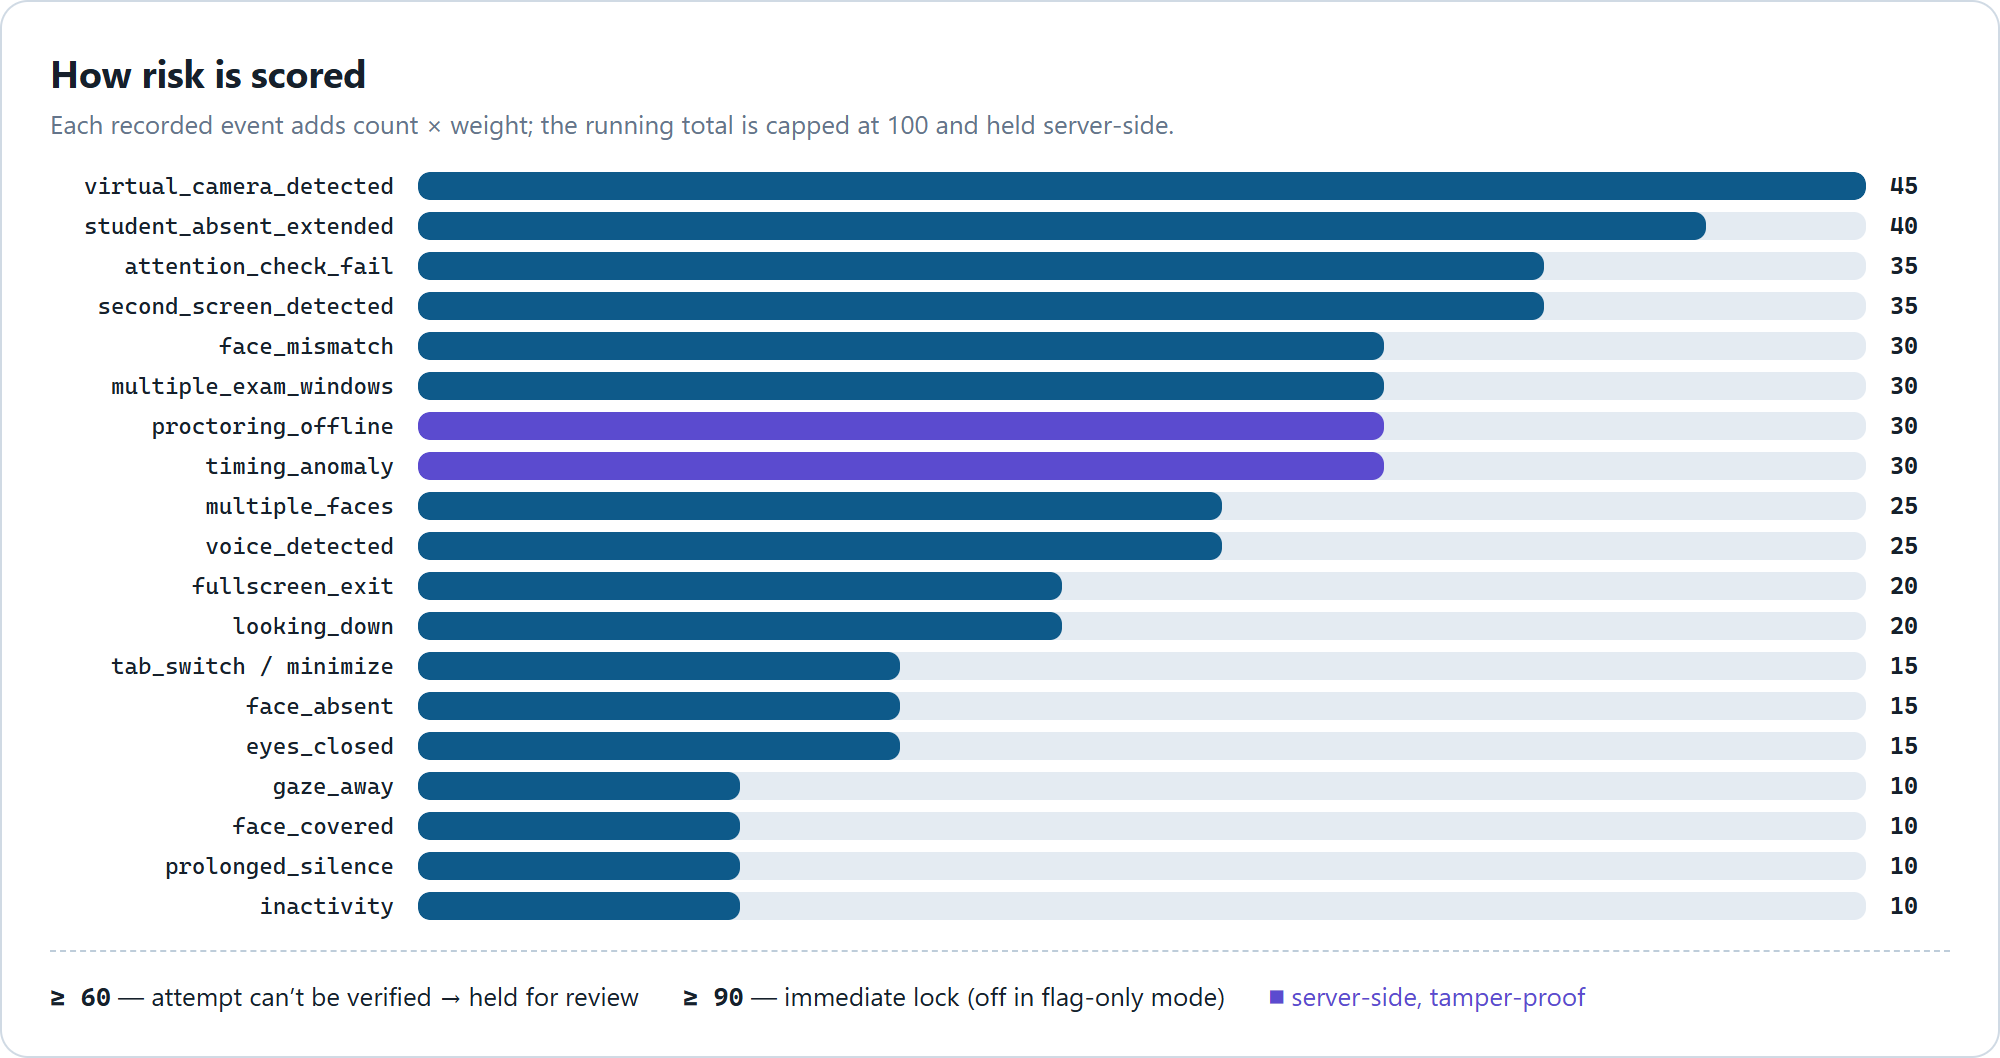 How risk is scored
Each recorded event adds count × weight; the running total is capped at 100 and held server-side.
virtual_camera_detected 45
student_absent_extended 40
attention_check_fail 35
second_screen_detected 35
face_mismatch 30
multiple_exam_windows 30
proctoring_offline 30
timing_anomaly 30
multiple_faces 25
voice_detected 25
fullscreen_exit 20
looking_down 20
tab_switch / minimize 15
face_absent 15
eyes_closed 15
gaze_away 10
face_covered 10
prolonged_silence 10
inactivity 10
≥ 60 — attempt can’t be verified → held for review ≥ 90 — immediate lock (off in flag-only mode) ■ server-side, tamper-proof